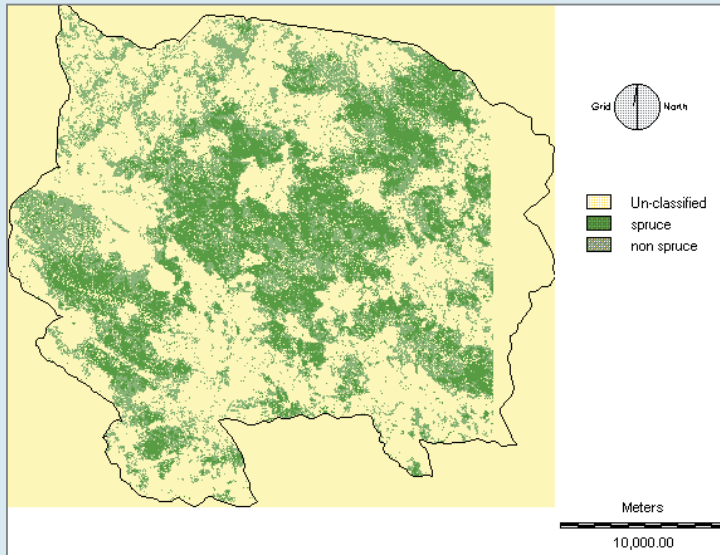 Grid North
Un-classified
spruce
non spruce
Meters
10,000.00